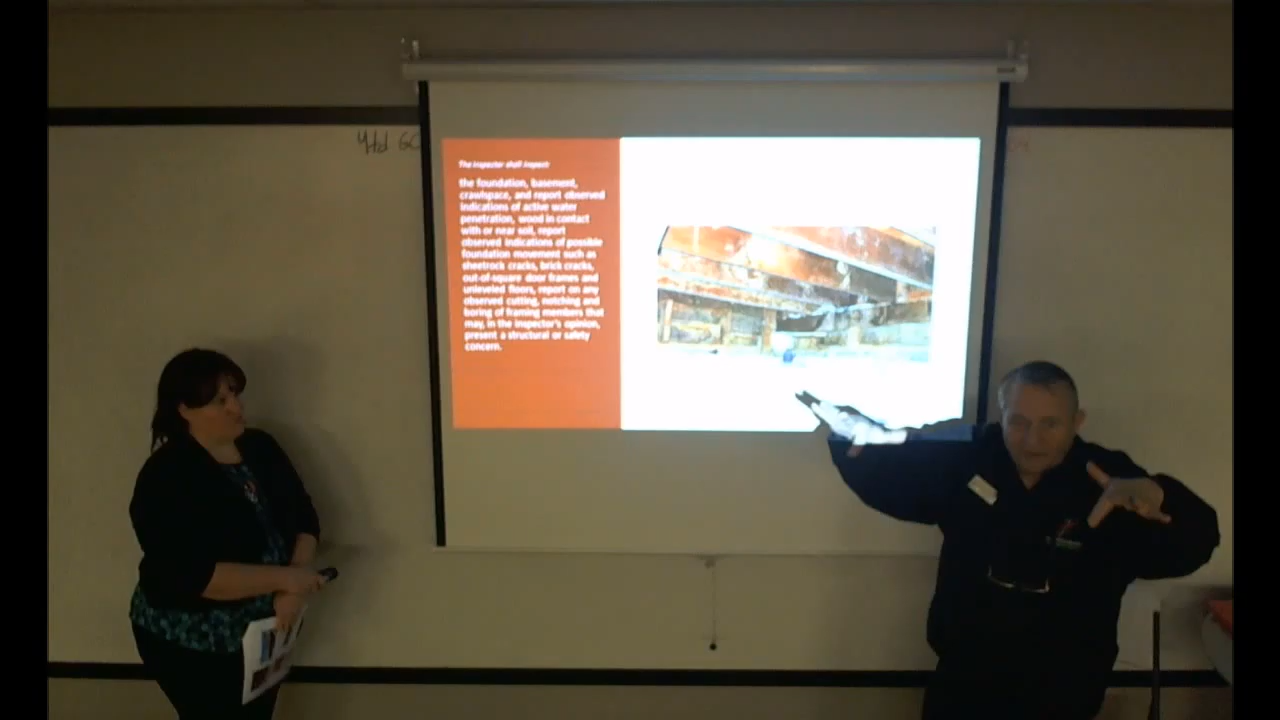 The inspector shall inspect:
the foundation, basement,
crawlspace, and report observed
indications of active water
penetration, wood in contact
with or near soil, report
observed indications of possible
foundation movement such as
sheetrock cracks, brick cracks,
out-of-square door frames and
unleveled floors, report on any
observed cutting, notching and
boring of framing members that
may, in the inspector's opinion,
present a structural or safety
concern.